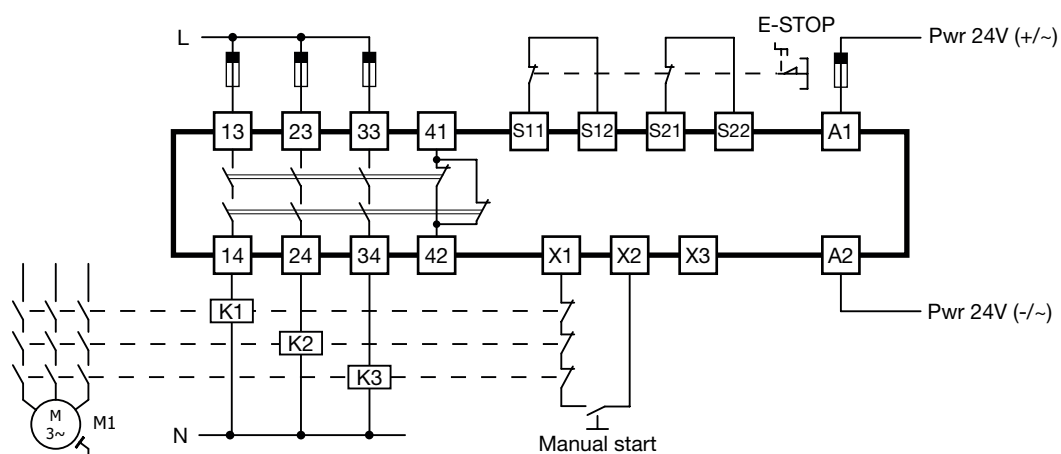 E-STOP
L
Pwr 24V (+/~)
13
23
33
41
S11
S12
S21
S22
A1
14
24
34
42
X1
X2
X3
A2
K1
Pwr 24V (-/~)
K2
K3
M
3~
M1
N
Manual start